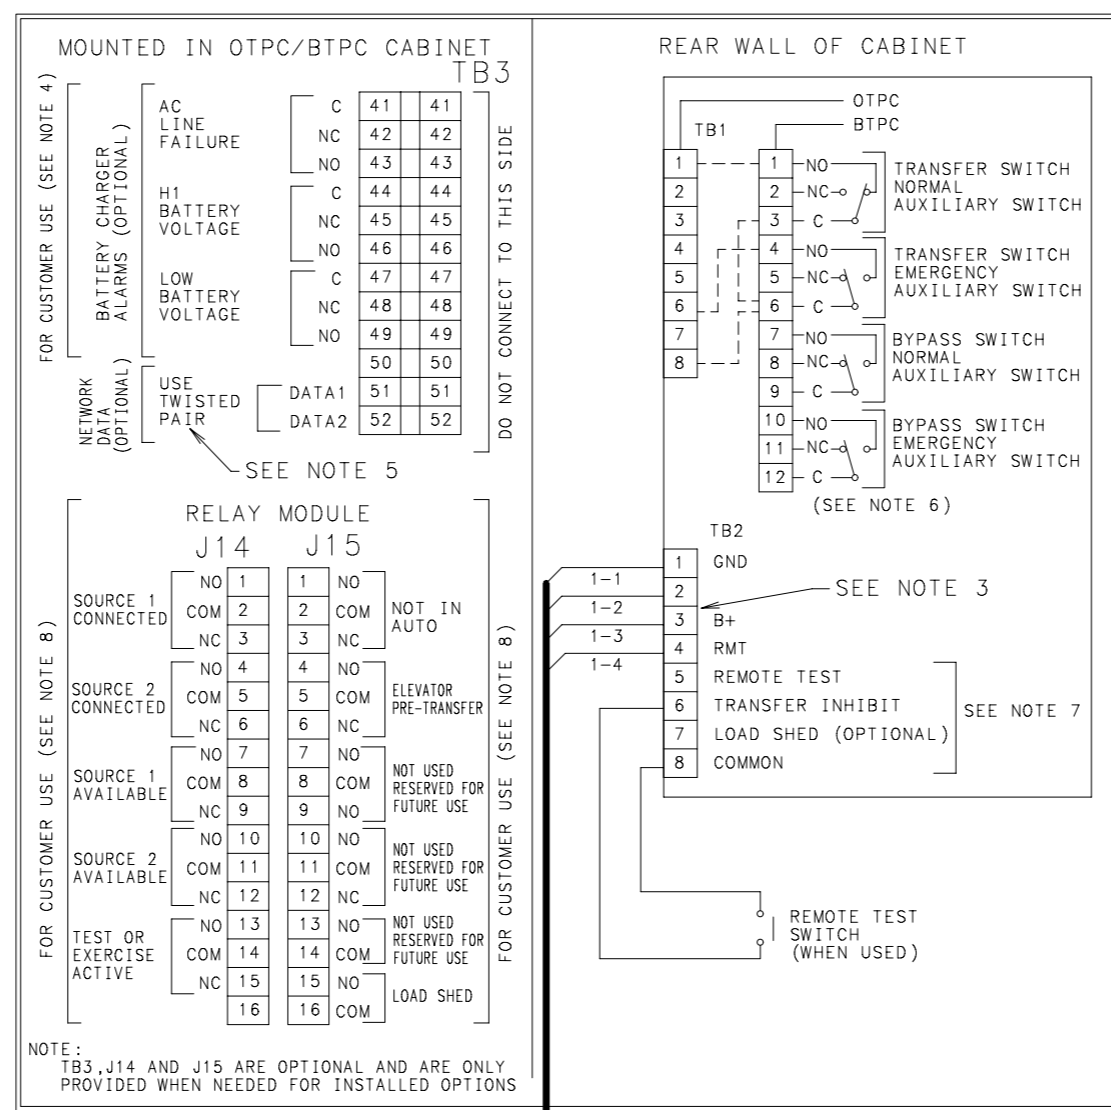 MOUNTED IN OTPC/BTPC CABINET
TB3
FOR CUSTOMER USE (SEE NOTE 4)
BATTERY CHARGER
ALARMS (OPTIONAL)
AC
LINE
FAILURE
C 41 41
NC 42 42
NO 43 43
H1
BATTERY
VOLTAGE
C 44 44
NC 45 45
NO 46 46
LOW
BATTERY
VOLTAGE
C 47 47
NC 48 48
NO 49 49
50 50
NETWORK
DATA
(OPTIONAL)
USE
TWISTED
PAIR
DATA1 51 51
DATA2 52 52
DO NOT CONNECT TO THIS SIDE
SEE NOTE 5
RELAY MODULE
J14 J15
FOR CUSTOMER USE (SEE NOTE 8)
SOURCE 1
CONNECTED
NO 1
COM 2
NC 3
SOURCE 2
CONNECTED
NO 4
COM 5
NC 6
SOURCE 1
AVAILABLE
NO 7
COM 8
NC 9
SOURCE 2
AVAILABLE
NO 10
COM 11
NC 12
TEST OR
EXERCISE
ACTIVE
NO 13
COM 14
NC 15
16
1 NO
2 COM
3 NC
NOT IN
AUTO
4 NO
5 COM
6 NC
ELEVATOR
PRE-TRANSFER
7 NO
8 COM
9 NO
NOT USED
RESERVED FOR
FUTURE USE
10 NO
11 COM
12 NC
NOT USED
RESERVED FOR
FUTURE USE
13 NO
14 COM
NOT USED
RESERVED FOR
FUTURE USE
15 NO
16 COM
LOAD SHED
FOR CUSTOMER USE (SEE NOTE 8)
NOTE:
TB3,J14 AND J15 ARE OPTIONAL AND ARE ONLY
PROVIDED WHEN NEEDED FOR INSTALLED OPTIONS
REAR WALL OF CABINET
OTPC
BTPC
TB1
1
2
3
4
5
6
7
8
1 NO
2 NC
3 C
TRANSFER SWITCH
NORMAL
AUXILIARY SWITCH
4 NO
5 NC
6 C
TRANSFER SWITCH
EMERGENCY
AUXILIARY SWITCH
7 NO
8 NC
9 C
BYPASS SWITCH
NORMAL
AUXILIARY SWITCH
10 NO
11 NC
12 C
BYPASS SWITCH
EMERGENCY
AUXILIARY SWITCH
(SEE NOTE 6)
TB2
1-1 1 GND
1-2 2
SEE NOTE 3
1-3 3 B+
1-4 4 RMT
5 REMOTE TEST
6 TRANSFER INHIBIT
7 LOAD SHED (OPTIONAL)
8 COMMON
SEE NOTE 7
REMOTE TEST
SWITCH
(WHEN USED)